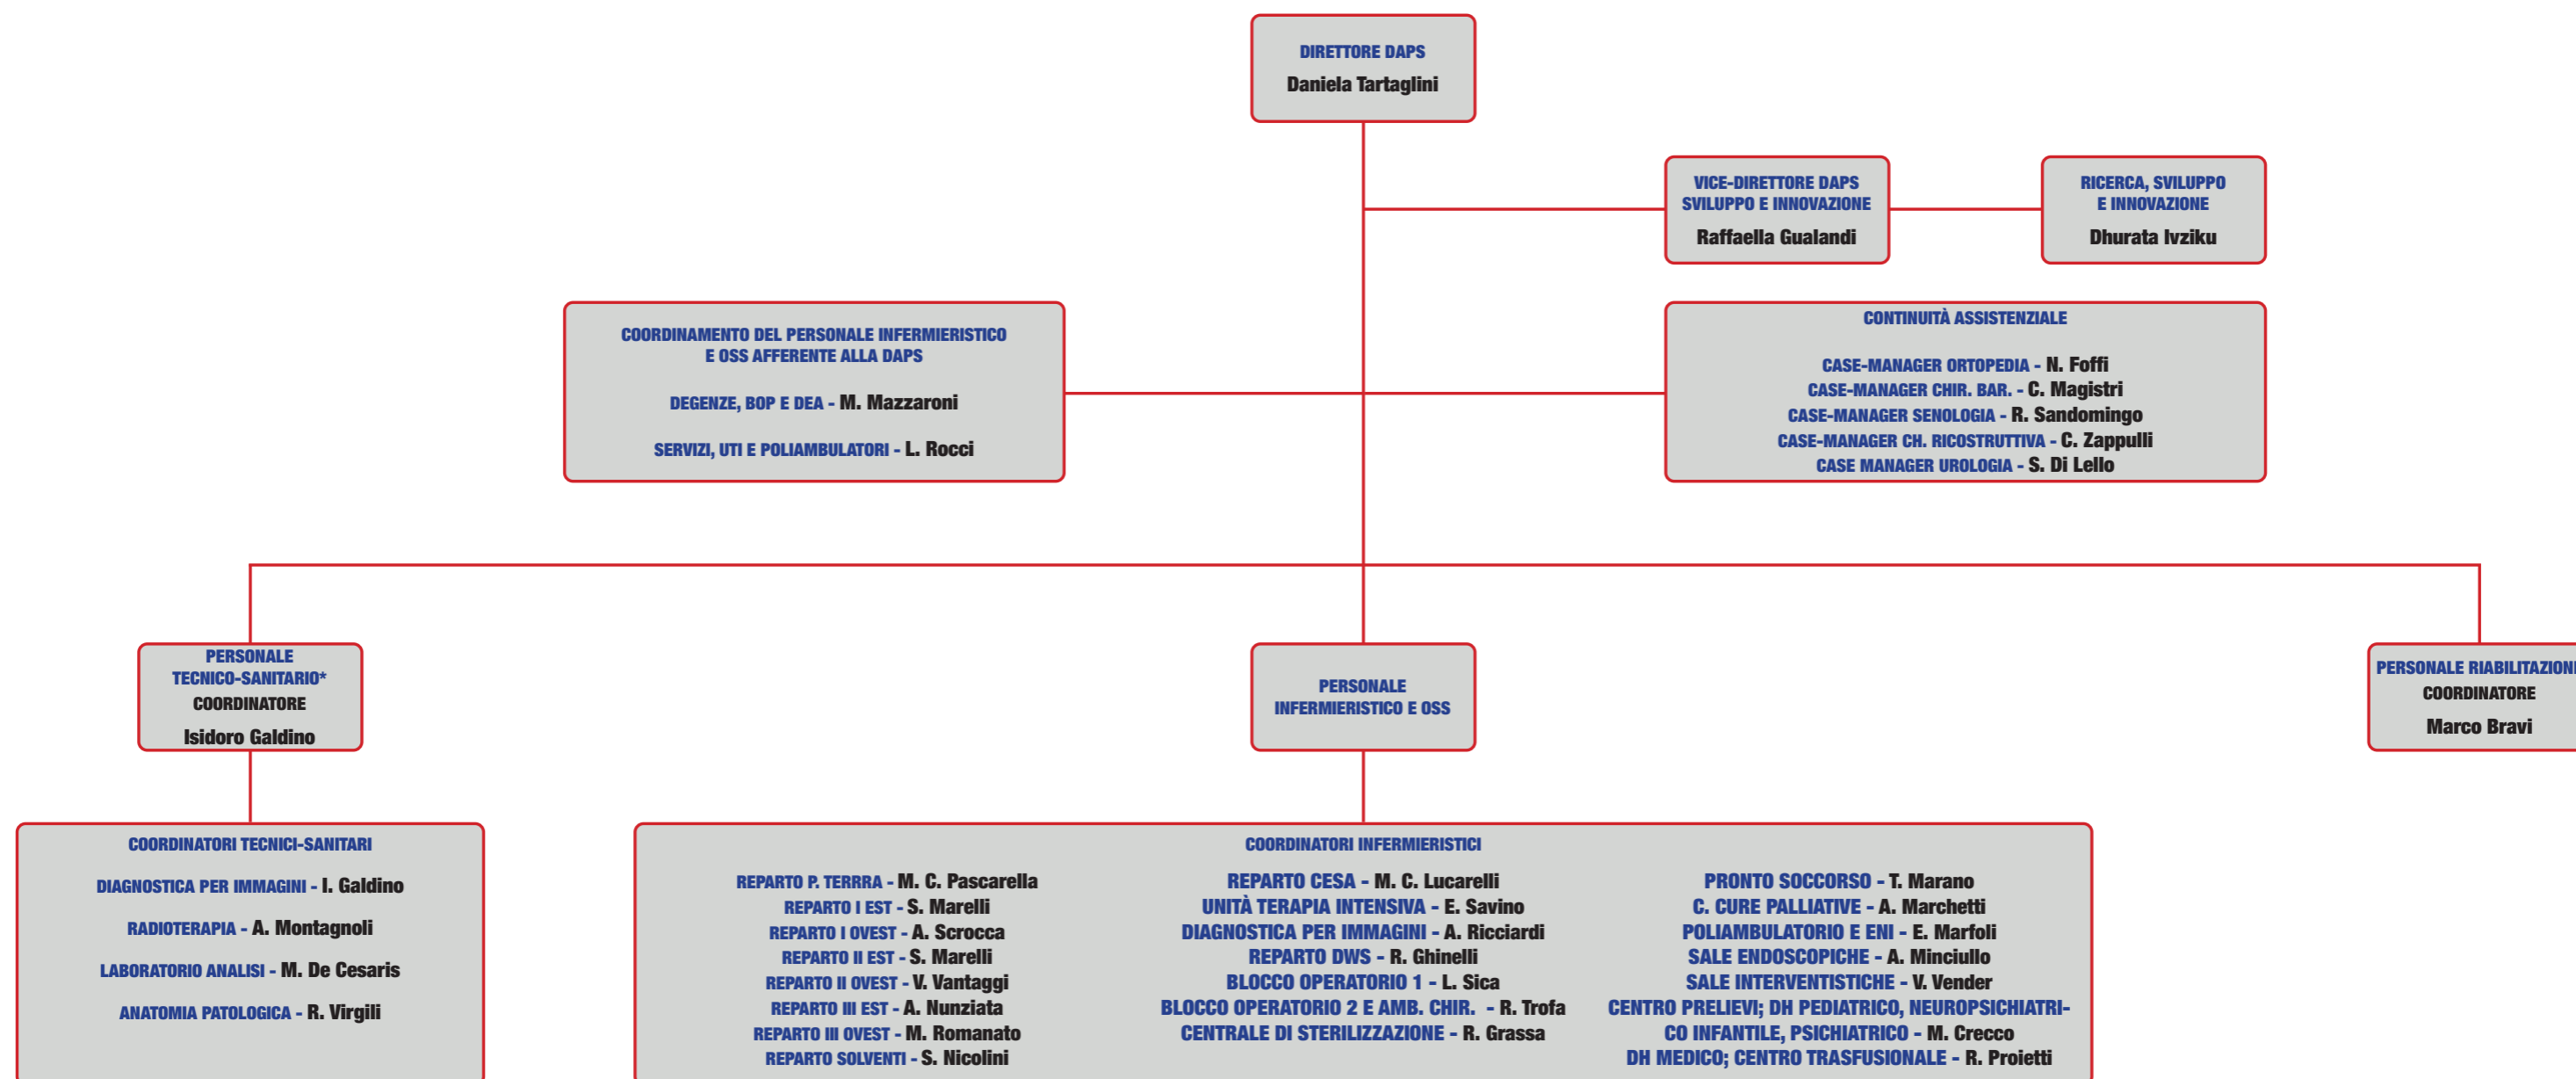 DIRETTORE DAPS
Daniela Tartaglini
VICE-DIRETTORE DAPS
SVILUPPO E INNOVAZIONE
Raffaella Gualandi
RICERCA, SVILUPPO
E INNOVAZIONE
Dhurata Ivziku
COORDINAMENTO DEL PERSONALE INFERMIERISTICO
E OSS AFFERENTE ALLA DAPS
DEGENZE, BOP E DEA - M. Mazzaroni
SERVIZI, UTI E POLIAMBULATORI - L. Rocci
CONTINUITÀ ASSISTENZIALE
CASE-MANAGER ORTOPEDIA - N. Foffi
CASE-MANAGER CHIR. BAR. - C. Magistri
CASE-MANAGER SENOLOGIA - R. Sandomingo
CASE-MANAGER CH. RICOSTRUTTIVA - C. Zappulli
CASE MANAGER UROLOGIA - S. Di Lello
PERSONALE
TECNICO-SANITARIO*
COORDINATORE
Isidoro Galdino
PERSONALE
INFERMIERISTICO E OSS
PERSONALE RIABILITAZIONE
COORDINATORE
Marco Bravi
COORDINATORI TECNICI-SANITARI
DIAGNOSTICA PER IMMAGINI - I. Galdino
RADIOTERAPIA - A. Montagnoli
LABORATORIO ANALISI - M. De Cesaris
ANATOMIA PATOLOGICA - R. Virgili
COORDINATORI INFERMIERISTICI
REPARTO P. TERRRA - M. C. Pascarella
REPARTO I EST - S. Marelli
REPARTO I OVEST - A. Scrocca
REPARTO II EST - S. Marelli
REPARTO II OVEST - V. Vantaggi
REPARTO III EST - A. Nunziata
REPARTO III OVEST - M. Romanato
REPARTO SOLVENTI - S. Nicolini
REPARTO CESA - M. C. Lucarelli
UNITÀ TERAPIA INTENSIVA - E. Savino
DIAGNOSTICA PER IMMAGINI - A. Ricciardi
REPARTO DWS - R. Ghinelli
BLOCCO OPERATORIO 1 - L. Sica
BLOCCO OPERATORIO 2 E AMB. CHIR. - R. Trofa
CENTRALE DI STERILIZZAZIONE - R. Grassa
PRONTO SOCCORSO - T. Marano
C. CURE PALLIATIVE - A. Marchetti
POLIAMBULATORIO E ENI - E. Marfoli
SALE ENDOSCOPICHE - A. Minciullo
SALE INTERVENTISTICHE - V. Vender
CENTRO PRELIEVI; DH PEDIATRICO, NEUROPSICHIATRI-
CO INFANTILE, PSICHIATRICO - M. Crecco
DH MEDICO; CENTRO TRASFUSIONALE - R. Proietti